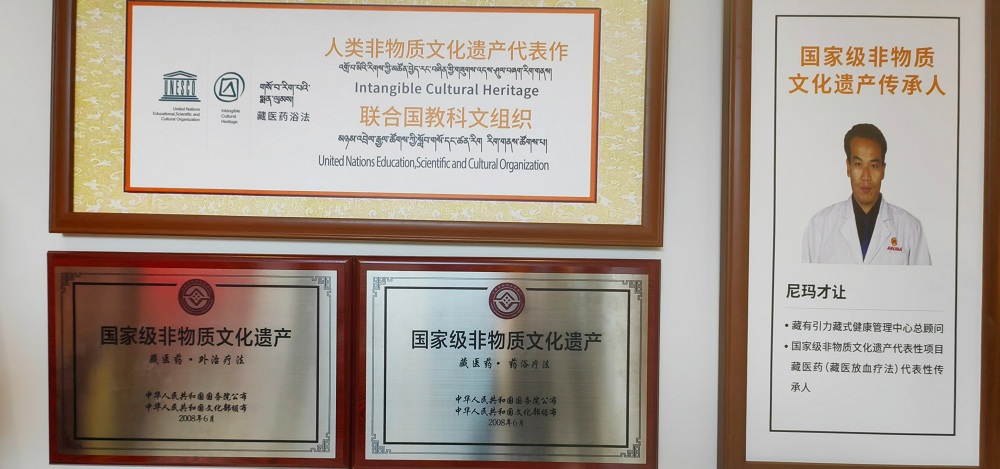 人类非物质文化遗产代表作
Intangible Cultural Heritage
联合国教科文组织
United Nations Education,Scientific and Cultural Organization
UNESCO
United Nations
Educational,Scientific and
Cultural Organization
Intangible
Cultural
Heritage
གསོ་བ་རིག་པའི་
སྨན་ལུམས།
藏医药浴法
国家级非物质文化遗产
藏医药·外治疗法
中华人民共和国国务院公布
中华人民共和国文化部颁布
2008年6月
国家级非物质文化遗产
藏医药·药浴疗法
中华人民共和国国务院公布
中华人民共和国文化部颁布
2008年6月
国家级非物质
文化遗产传承人
尼玛才让
• 藏有引力藏式健康管理中心总顾问
• 国家级非物质文化遗产代表性项目
藏医药(藏医放血疗法)代表性传
承人